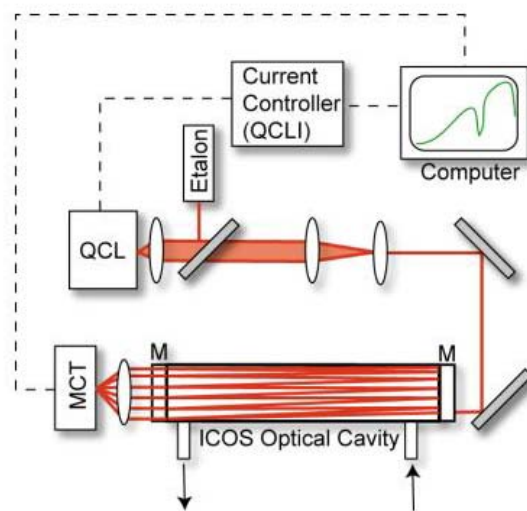 Current
Controller
(QCLI)
Computer
Etalon
QCL
M
M
MCT
ICOS Optical Cavity